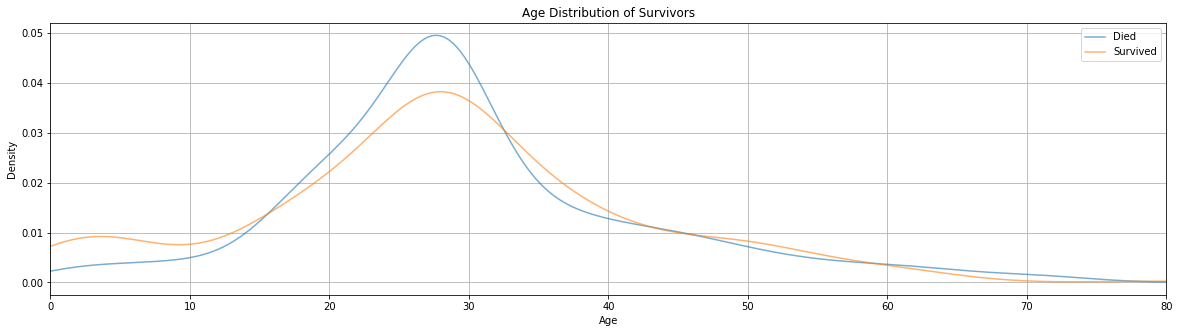 Age Distribution of Survivors
0.05
0.04
0.03
0.02
0.01
0.00
Density
Died
Survived
0 10 20 30 40 50 60 70 80
Age